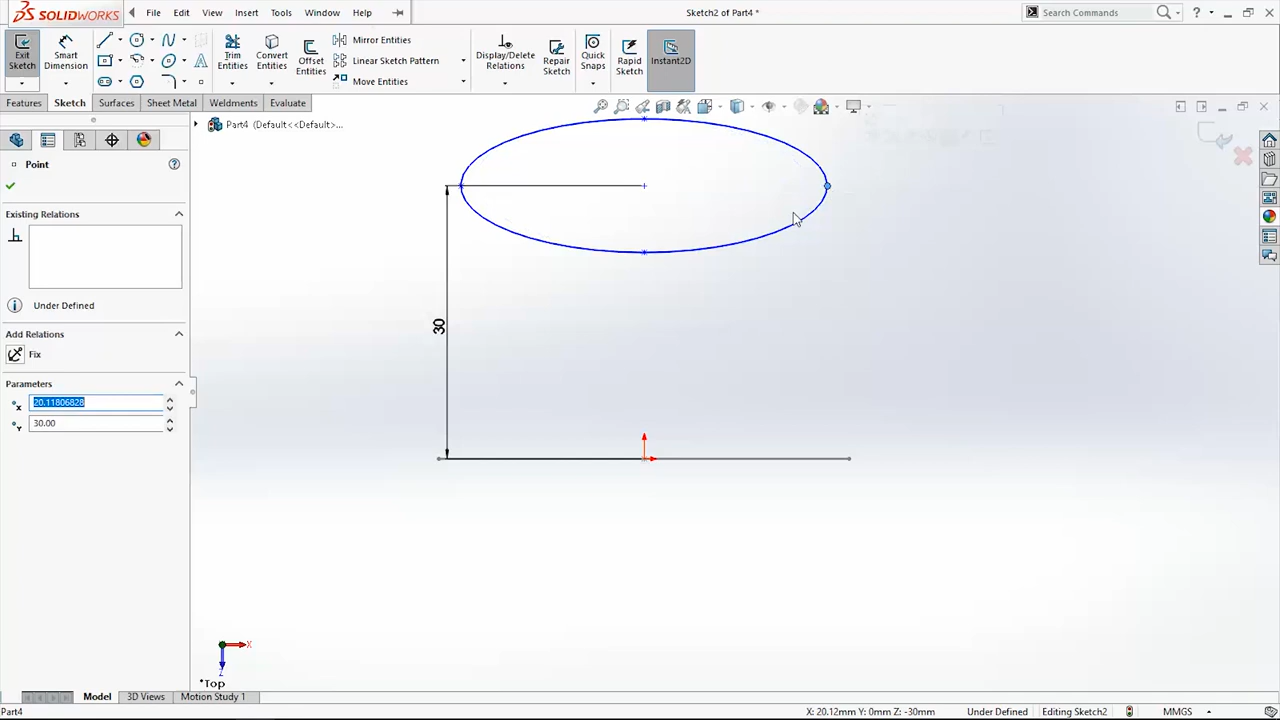 SOLIDWORKS
File Edit View Insert Tools Window Help
Sketch2 of Part4 *
Search Commands
Exit Sketch
Smart Dimension
Trim Entities
Convert Entities
Offset Entities
Mirror Entities
Linear Sketch Pattern
Move Entities
Display/Delete Relations
Repair Sketch
Quick Snaps
Rapid Sketch
Instant2D
Features Sketch Surfaces Sheet Metal Weldments Evaluate
Part4 (Default<<Default>...
Point
Existing Relations
Under Defined
Add Relations
Fix
Parameters
x 20.11806828
y 30.00
30
X
Z
*Top
Model 3D Views Motion Study 1
Part4
X: 20.12mm Y: 0mm Z: -30mm Under Defined Editing Sketch2 MMGS